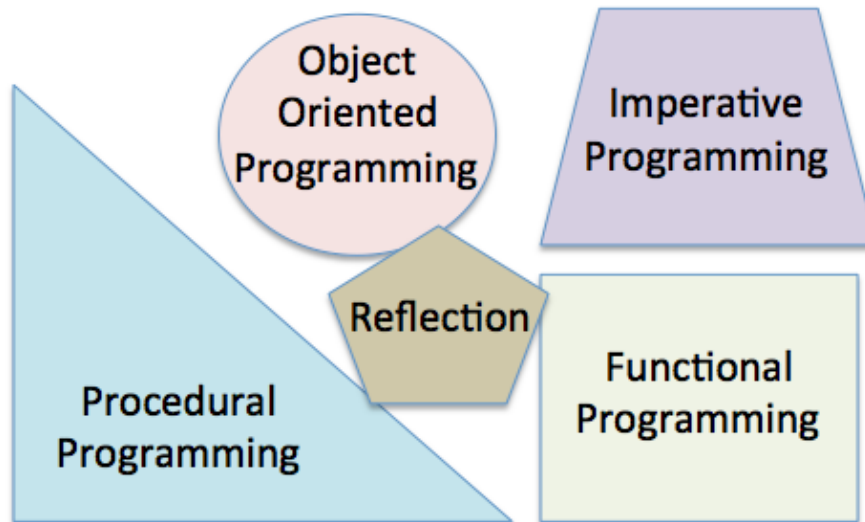 Object
Oriented
Programming
Imperative
Programming
Reflection
Procedural
Programming
Functional
Programming